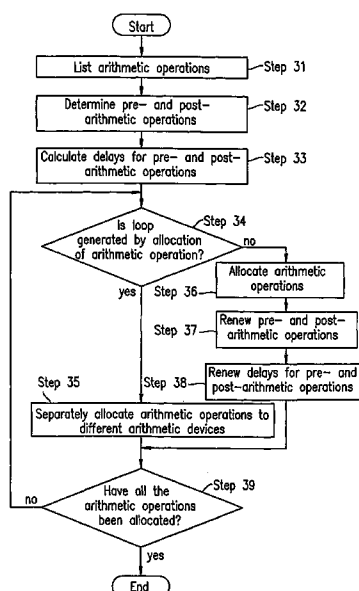 Start
List arithmetic operations
Step 31
Determine pre- and post-
arithmetic operations
Step 32
Calculate delays for pre- and post-
arithmetic operations
Step 33
Is loop
generated by allocation
of arithmetic operation?
Step 34
no
yes
Allocate arithmetic
operations
Step 36
Renew pre- and post-
arithmetic operations
Step 37
Renew delays for pre- and
post-arithmetic operations
Step 38
Step 35
Separately allocate arithmetic operations to
different arithmetic devices
Have all the
arithmetic operations
been allocated?
Step 39
no
yes
End